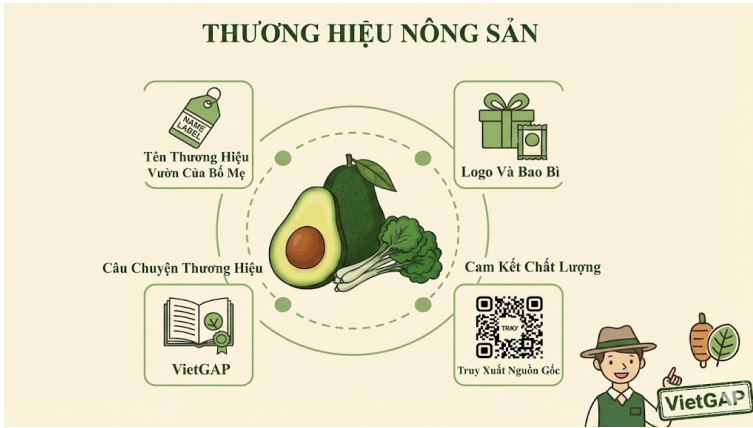 THƯƠNG HIỆU NÔNG SẢN
NAME
LABEL
Tên Thương Hiệu
Vườn Của Bố Mẹ
Logo Và Bao Bì
Câu Chuyện Thương Hiệu
VietGAP
Cam Kết Chất Lượng
TRAXY
Truy Xuất Nguồn Gốc
VietGAP